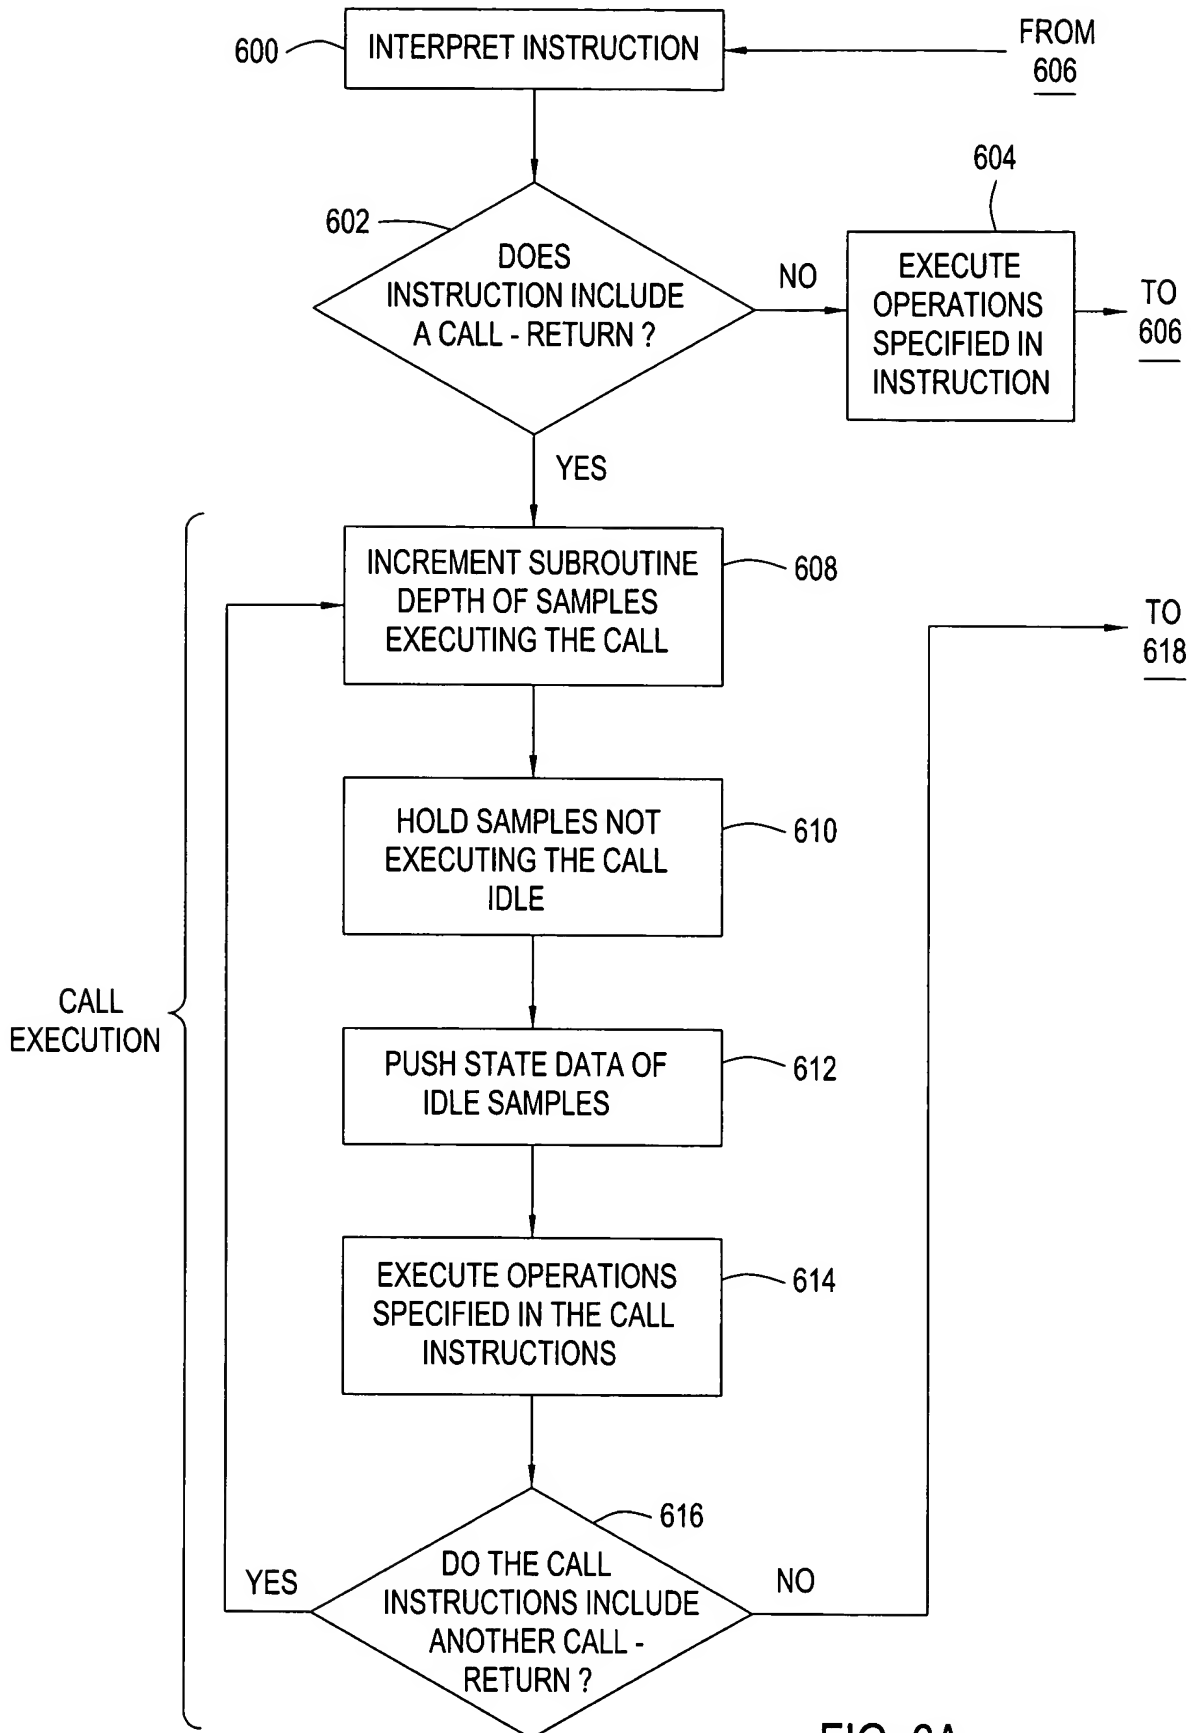 600
INTERPRET INSTRUCTION
FROM
606
604
602
DOES
INSTRUCTION INCLUDE
A CALL - RETURN ?
NO
EXECUTE
OPERATIONS
SPECIFIED IN
INSTRUCTION
TO
606
YES
INCREMENT SUBROUTINE
DEPTH OF SAMPLES
EXECUTING THE CALL
608
TO
618
HOLD SAMPLES NOT
EXECUTING THE CALL
IDLE
610
CALL
EXECUTION
PUSH STATE DATA OF
IDLE SAMPLES
612
EXECUTE OPERATIONS
SPECIFIED IN THE CALL
INSTRUCTIONS
614
616
YES
DO THE CALL
INSTRUCTIONS INCLUDE
ANOTHER CALL -
RETURN ?
NO
FIG. 6A